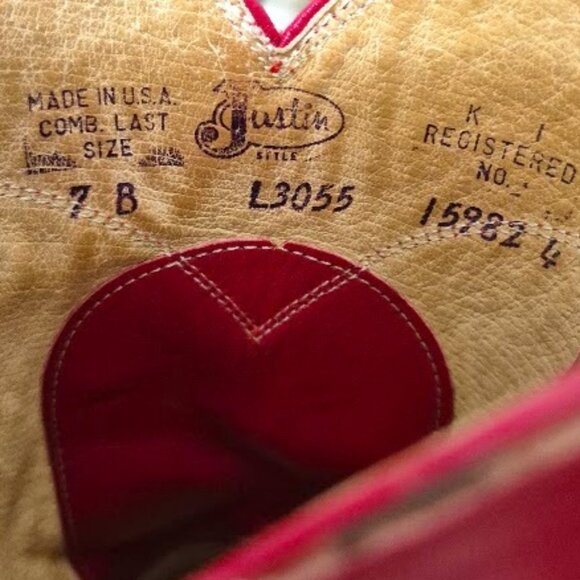 MADE IN U.S.A.
COMB. LAST
SIZE
7 B
Justin
STYLE
L3055
K I
REGISTERED
NO.
15982 4